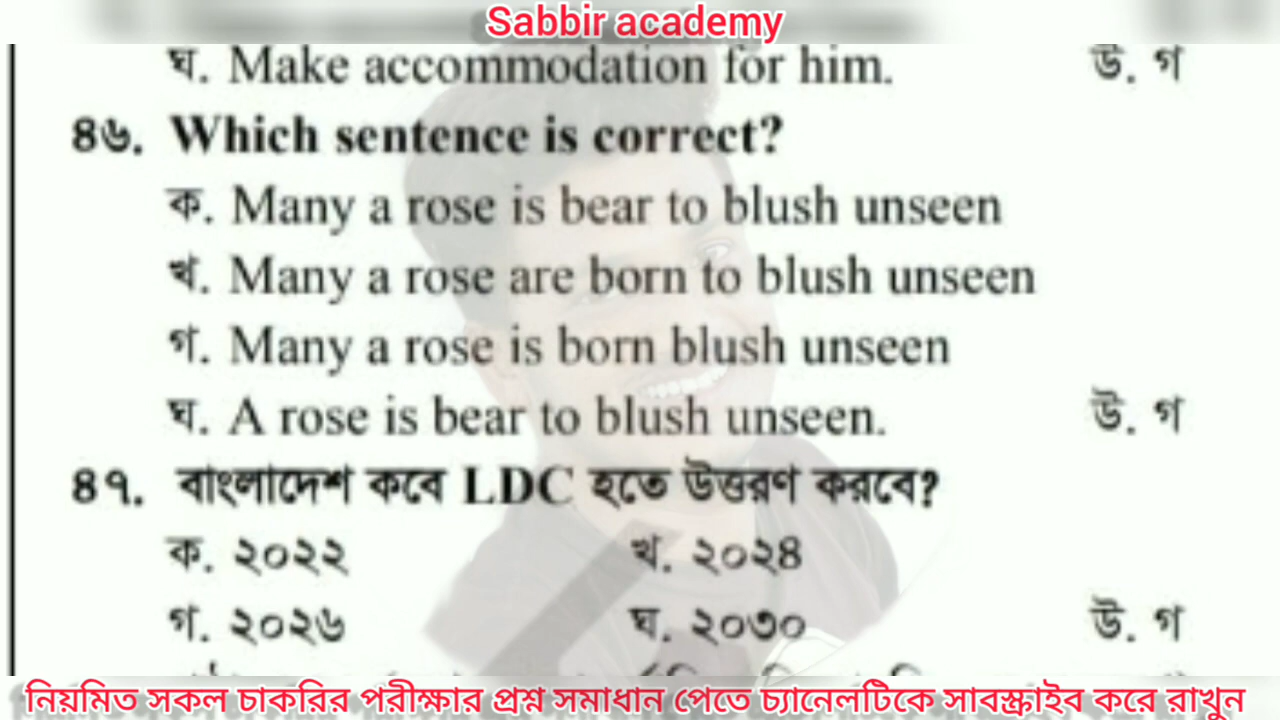 Sabbir academy
ঘ. Make accommodation for him. উ. গ
৪৬. Which sentence is correct?
ক. Many a rose is bear to blush unseen
খ. Many a rose are born to blush unseen
গ. Many a rose is born blush unseen
ঘ. A rose is bear to blush unseen. উ. গ
৪৭. বাংলাদেশ কবে LDC হতে উত্তরণ করবে?
ক. ২০২২ খ. ২০২৪
গ. ২০২৬ ঘ. ২০৩০ উ. গ
নিয়মিত সকল চাকরির পরীক্ষার প্রশ্ন সমাধান পেতে চ্যানেলটিকে সাবস্ক্রাইব করে রাখুন